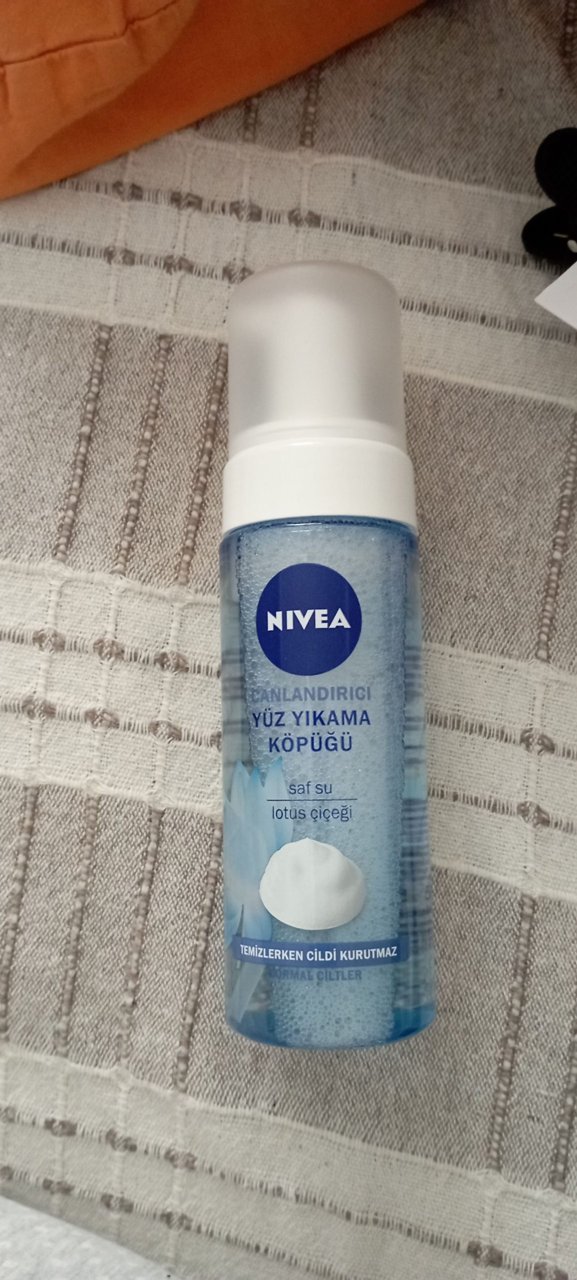 NIVEA
CANLANDIRICI
YÜZ YIKAMA
KÖPÜĞÜ
saf su
lotus çiçeği
TEMİZLERKEN CİLDİ KURUTMAZ
NORMAL CİLTLER